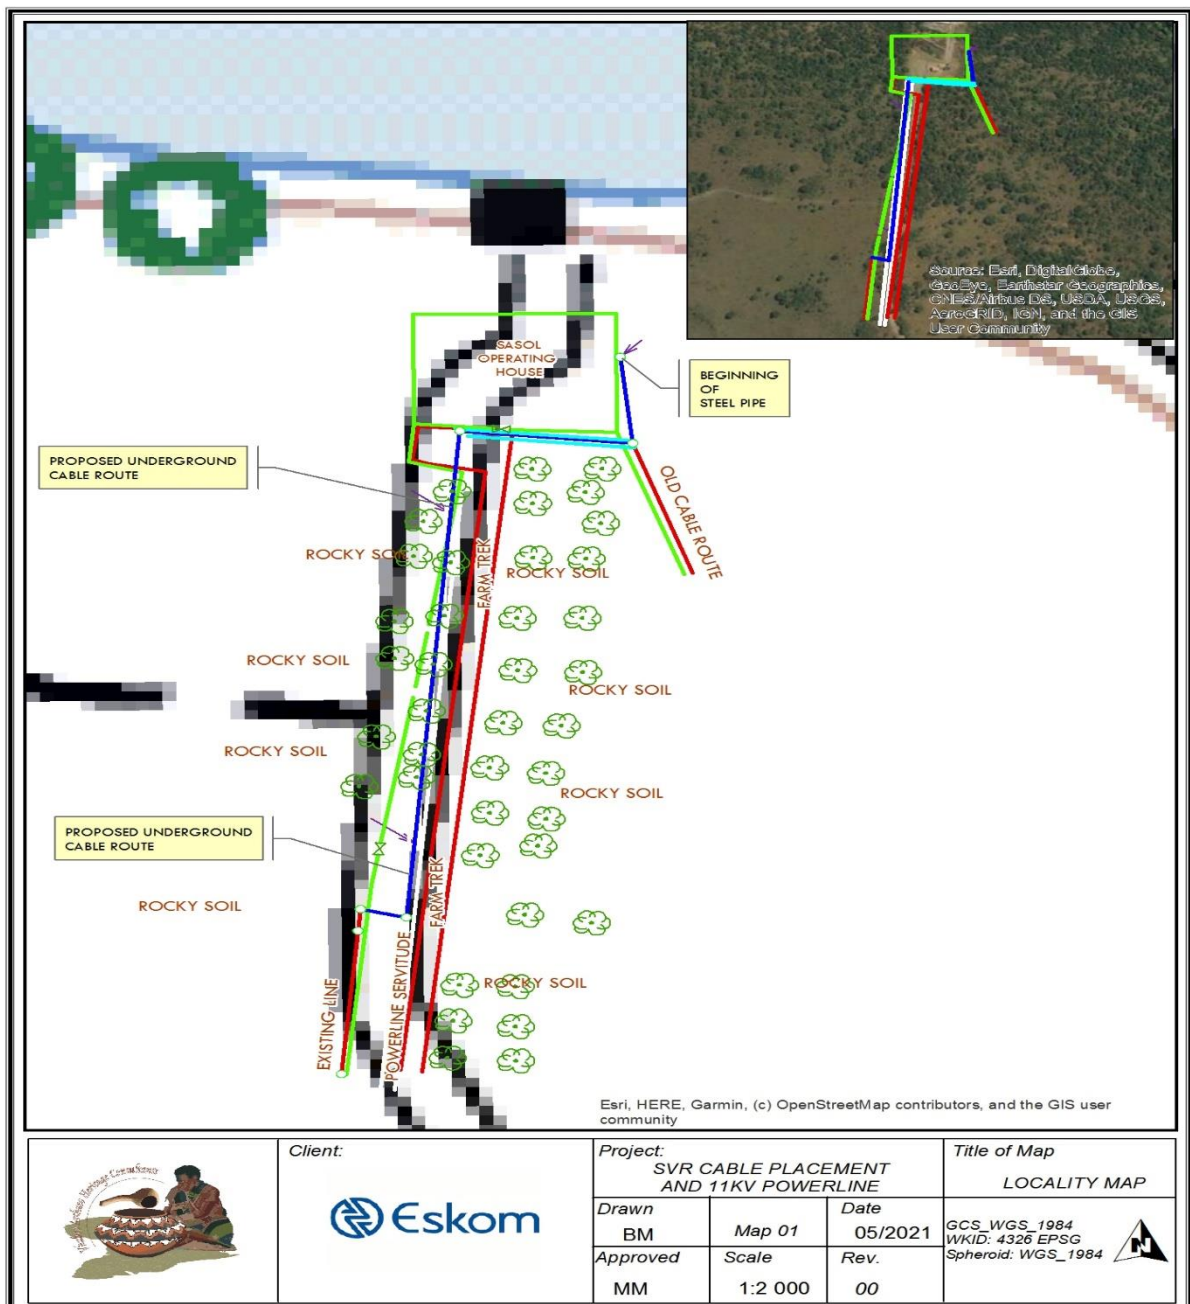 Source: Esri, DigitalGlobe,
GeoEye, Earthstar Geographics,
CNES/Airbus DS, USDA, USGS,
AeroGRID, IGN, and the GIS
User Community
SASOL
OPERATING
HOUSE
BEGINNING
OF
STEEL PIPE
PROPOSED UNDERGROUND
CABLE ROUTE
OLD CABLE ROUTE
ROCKY SOIL
FARM TREK
ROCKY SOIL
ROCKY SOIL
ROCKY SOIL
ROCKY SOIL
ROCKY SOIL
PROPOSED UNDERGROUND
CABLE ROUTE
ROCKY SOIL
FARM TREK
POWERLINE SERVITUDE
EXISTING LINE
ROCKY SOIL
Esri, HERE, Garmin, (c) OpenStreetMap contributors, and the GIS user
community
Client:
Eskom
Project:
SVR CABLE PLACEMENT
AND 11KV POWERLINE
Title of Map
LOCALITY MAP
Drawn
BM
Map 01
Date
05/2021
Approved
MM
Scale
1:2 000
Rev.
00
GCS_WGS_1984
WKID: 4326 EPSG
Spheroid: WGS_1984
N